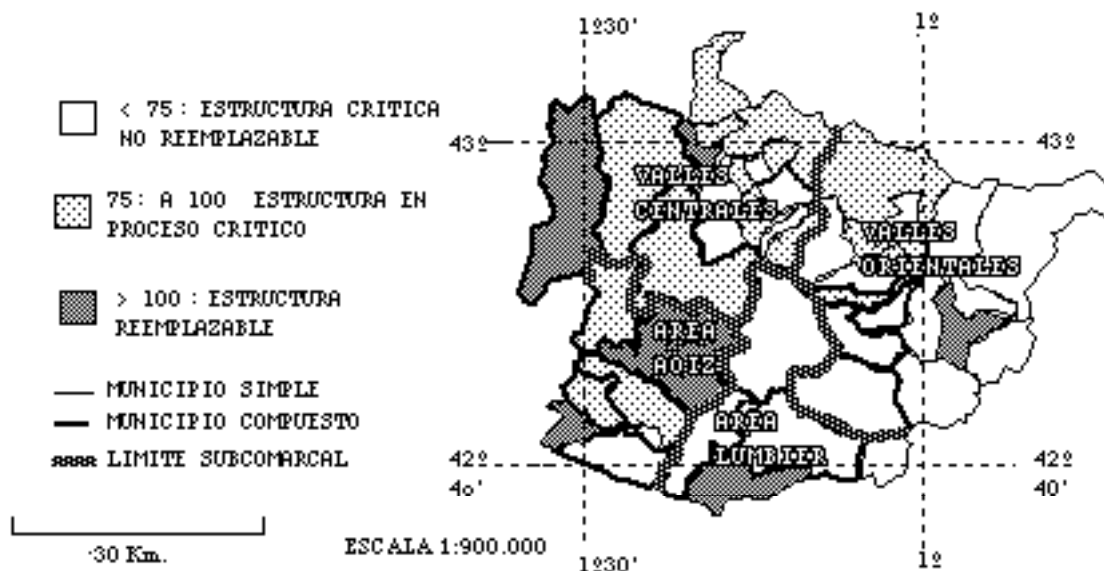 1º30'
1º
< 75 : ESTRUCTURA CRITICA
NO REEMPLAZABLE
43º
43º
75: A 100 ESTRUCTURA EN
PROCESO CRITICO
VALLES
CENTRALES
VALLES
ORIENTALES
> 100 : ESTRUCTURA
REEMPLAZABLE
AREA
AOIZ
MUNICIPIO SIMPLE
MUNICIPIO COMPUESTO
LIMITE SUBCOMARCAL
AREA
LUMBIER
42º
4o'
42º
40'
30 Km.
ESCALA 1:900.000
1º30'
1º